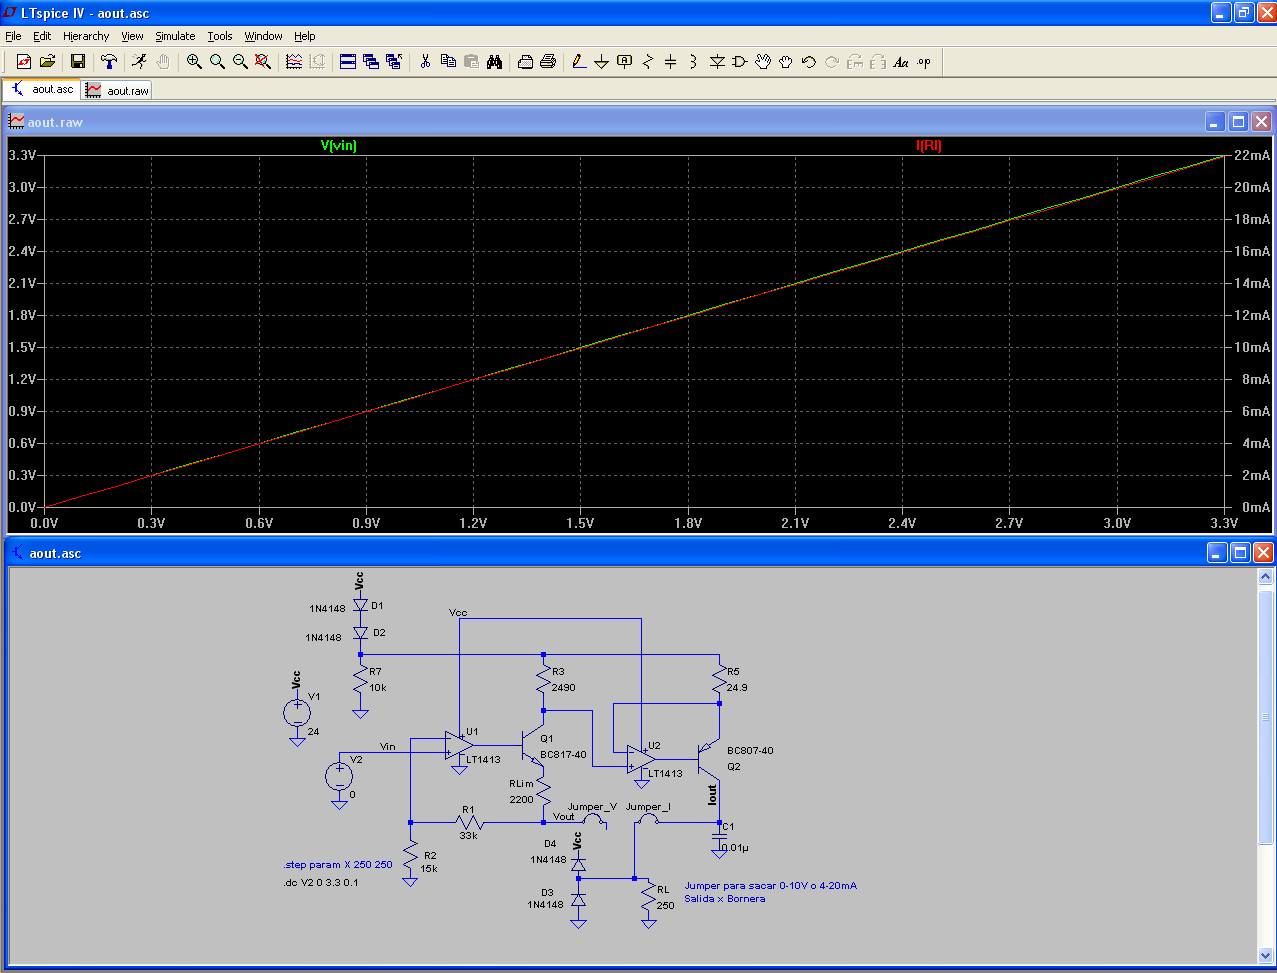 LTspice IV - aout.asc
File Edit Hierarchy View Simulate Tools Window Help
Aa .op
aout.asc aout.raw
aout.raw
V(vin) I(Rl)
3.3V 22mA
3.0V 20mA
2.7V 18mA
2.4V 16mA
2.1V 14mA
1.8V 12mA
1.5V 10mA
1.2V 8mA
0.9V 6mA
0.6V 4mA
0.3V 2mA
0.0V 0mA
0.0V 0.3V 0.6V 0.9V 1.2V 1.5V 1.8V 2.1V 2.4V 2.7V 3.0V 3.3V
aout.asc
Vcc
1N4148 D1
Vcc
1N4148 D2
R7
10k
R3
2490
R5
24.9
Vcc
V1
24
U1
LT1413
Q1
BC817-40
U2
LT1413
BC807-40
Q2
Vin
V2
0
RLim
2200
Iout
R1
33k
Vout
Jumper_V
Jumper_I
C1
0.01µ
R2
15k
Vcc
D4
1N4148
.step param X 250 250
.dc V2 0 3.3 0.1
D3
1N4148
RL
250
Jumper para sacar 0-10V o 4-20mA
Salida x Bornera